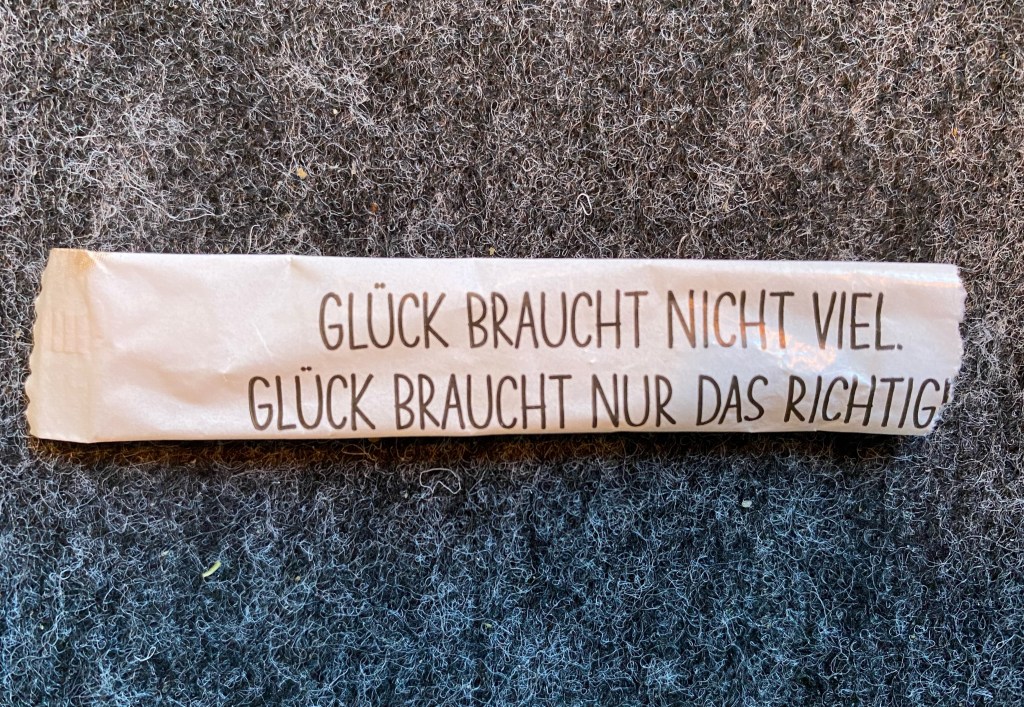 GLÜCK BRAUCHT NICHT VIEL.
GLÜCK BRAUCHT NUR DAS RICHTIG